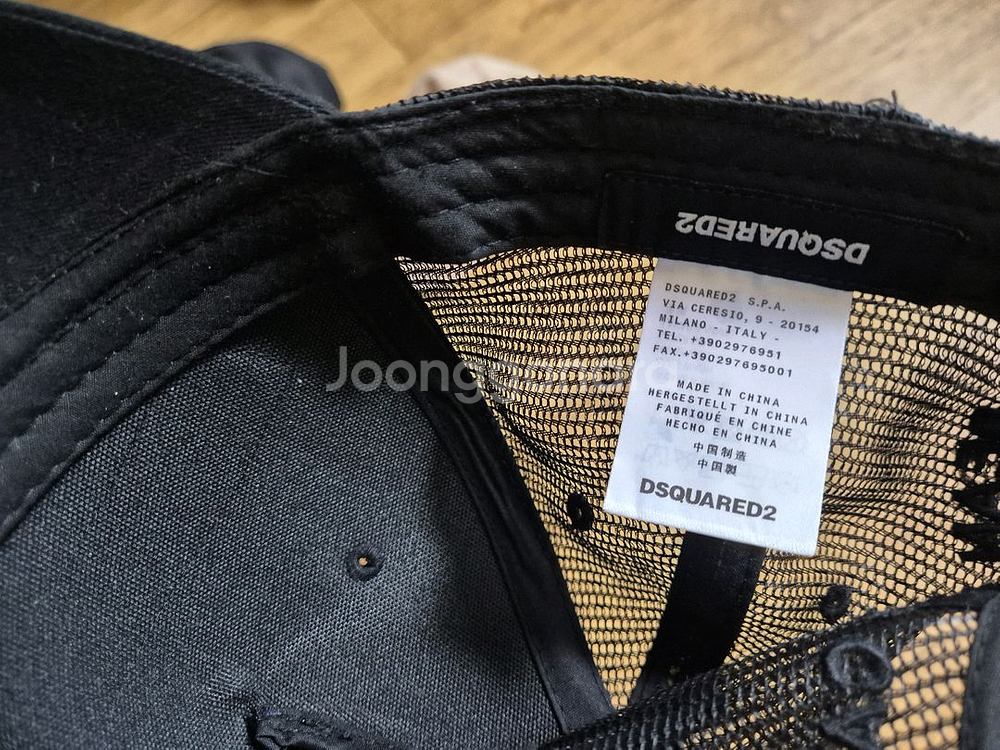 DSQUARED2
DSQUARED2 S.P.A.
VIA CERESIO, 9 - 20154
MILANO - ITALY -
TEL. +3902976951
FAX.+390297695001
MADE IN CHINA
HERGESTELLT IN CHINA
FABRIQUÉ EN CHINE
HECHO EN CHINA
中国制造
中国製
DSQUARED2